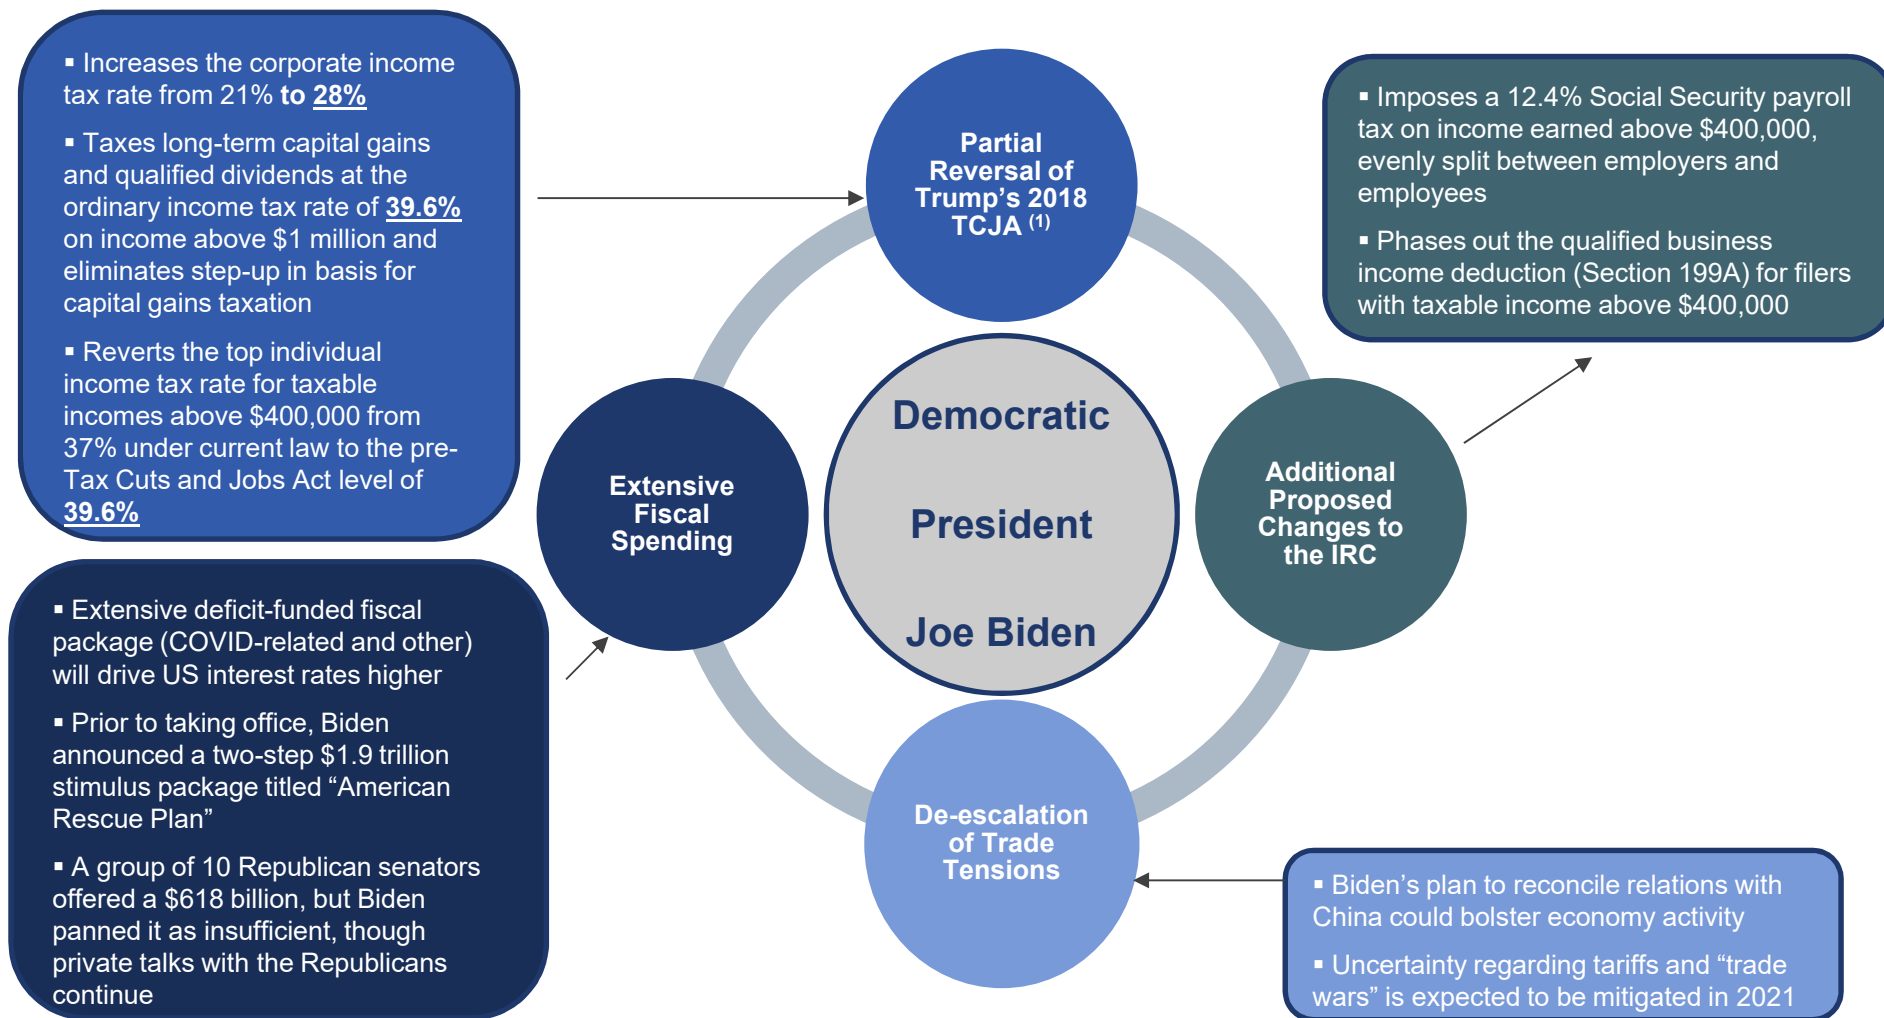 ▪ Increases the corporate income
tax rate from 21% to 28%
▪ Taxes long-term capital gains
and qualified dividends at the
ordinary income tax rate of 39.6%
on income above $1 million and
eliminates step-up in basis for
capital gains taxation
▪ Reverts the top individual
income tax rate for taxable
incomes above $400,000 from
37% under current law to the pre-
Tax Cuts and Jobs Act level of
39.6%
Partial
Reversal of
Trump’s 2018
TCJA (1)
▪ Imposes a 12.4% Social Security payroll
tax on income earned above $400,000,
evenly split between employers and
employees
▪ Phases out the qualified business
income deduction (Section 199A) for filers
with taxable income above $400,000
Extensive
Fiscal
Spending
Democratic
President
Joe Biden
Additional
Proposed
Changes to
the IRC
▪ Extensive deficit-funded fiscal
package (COVID-related and other)
will drive US interest rates higher
▪ Prior to taking office, Biden
announced a two-step $1.9 trillion
stimulus package titled “American
Rescue Plan”
▪ A group of 10 Republican senators
offered a $618 billion, but Biden
panned it as insufficient, though
private talks with the Republicans
continue
De-escalation
of Trade
Tensions
▪ Biden’s plan to reconcile relations with
China could bolster economy activity
▪ Uncertainty regarding tariffs and “trade
wars” is expected to be mitigated in 2021